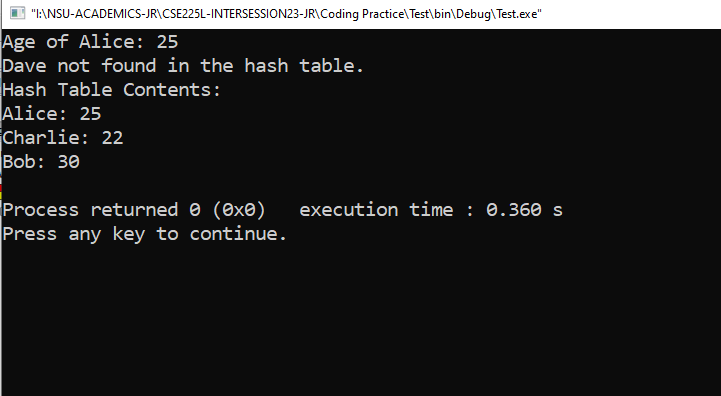 "I:\NSU-ACADEMICS-JR\CSE225L-INTERSESSION23-JR\Coding Practice\Test\bin\Debug\Test.exe"
Age of Alice: 25
Dave not found in the hash table.
Hash Table Contents:
Alice: 25
Charlie: 22
Bob: 30
Process returned 0 (0x0)   execution time : 0.360 s
Press any key to continue.